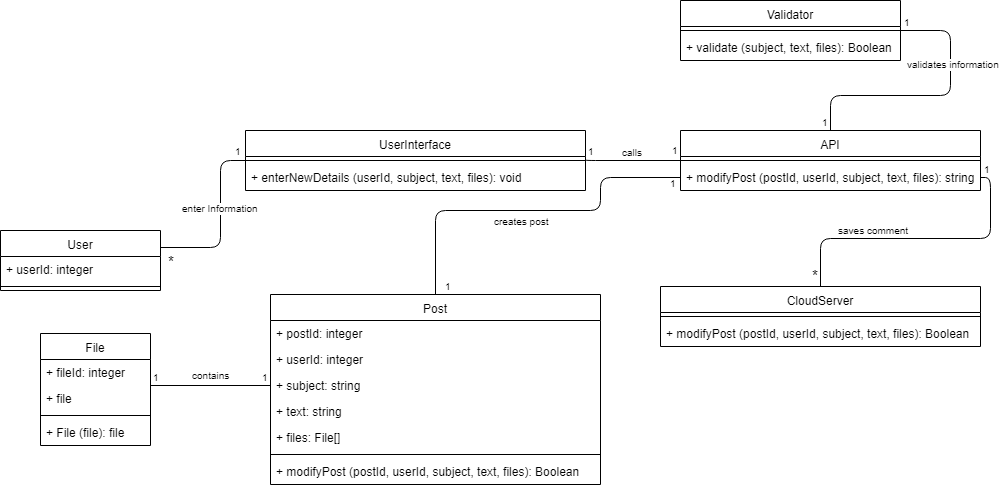 Validator
1
+ validate (subject, text, files): Boolean
validates information
1
UserInterface
1
1
calls
1
API
+ enterNewDetails (userId, subject, text, files): void
+ modifyPost (postId, userId, subject, text, files): string
1
1
enter Information
creates post
saves comment
User
*
+ userId: integer
*
1
CloudServer
+ modifyPost (postId, userId, subject, text, files): Boolean
Post
+ postId: integer
+ userId: integer
+ subject: string
+ text: string
+ files: File[]
+ modifyPost (postId, userId, subject, text, files): Boolean
File
+ fileId: integer
+ file
+ File (file): file
1
contains
1